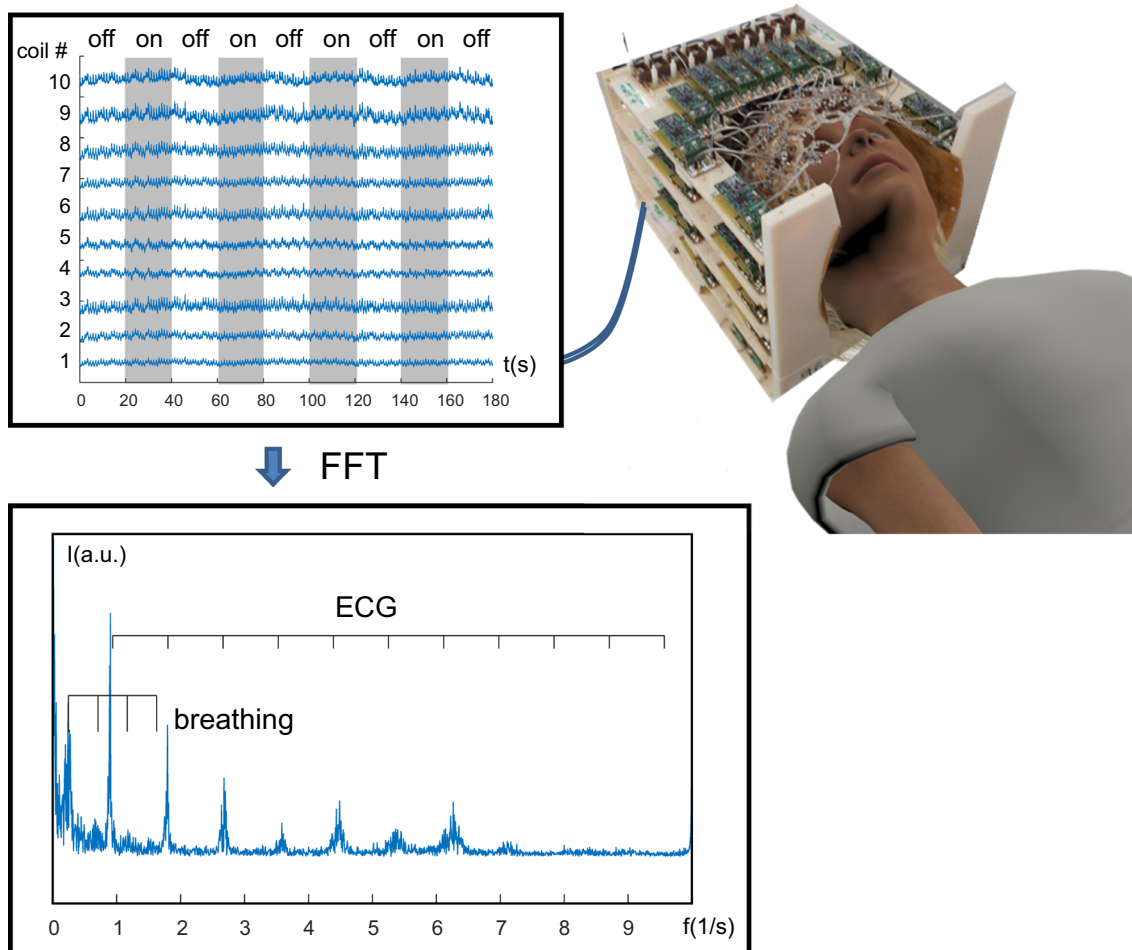 off on off on off on off on off
coil #
10
9
8
7
6
5
4
3
2
1
t(s)
0 20 40 60 80 100 120 140 160 180
FFT
I(a.u.)
ECG
breathing
0 1 2 3 4 5 6 7 8 9 f(1/s)